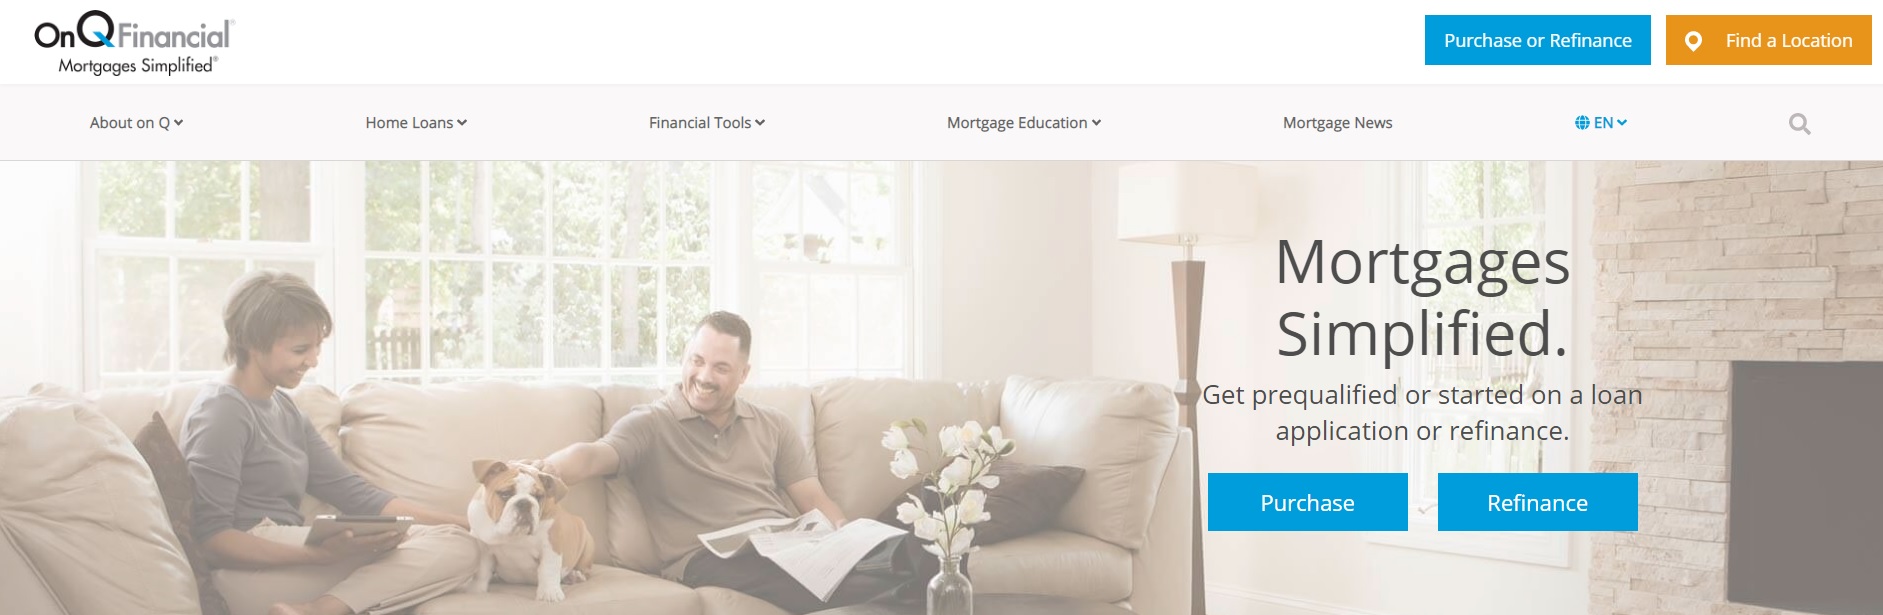 OnQ Financial®
Mortgages Simplified®
Purchase or Refinance
Find a Location
About on Q
Home Loans
Financial Tools
Mortgage Education
Mortgage News
EN
Mortgages
Simplified.
Get prequalified or started on a loan
application or refinance.
Purchase
Refinance